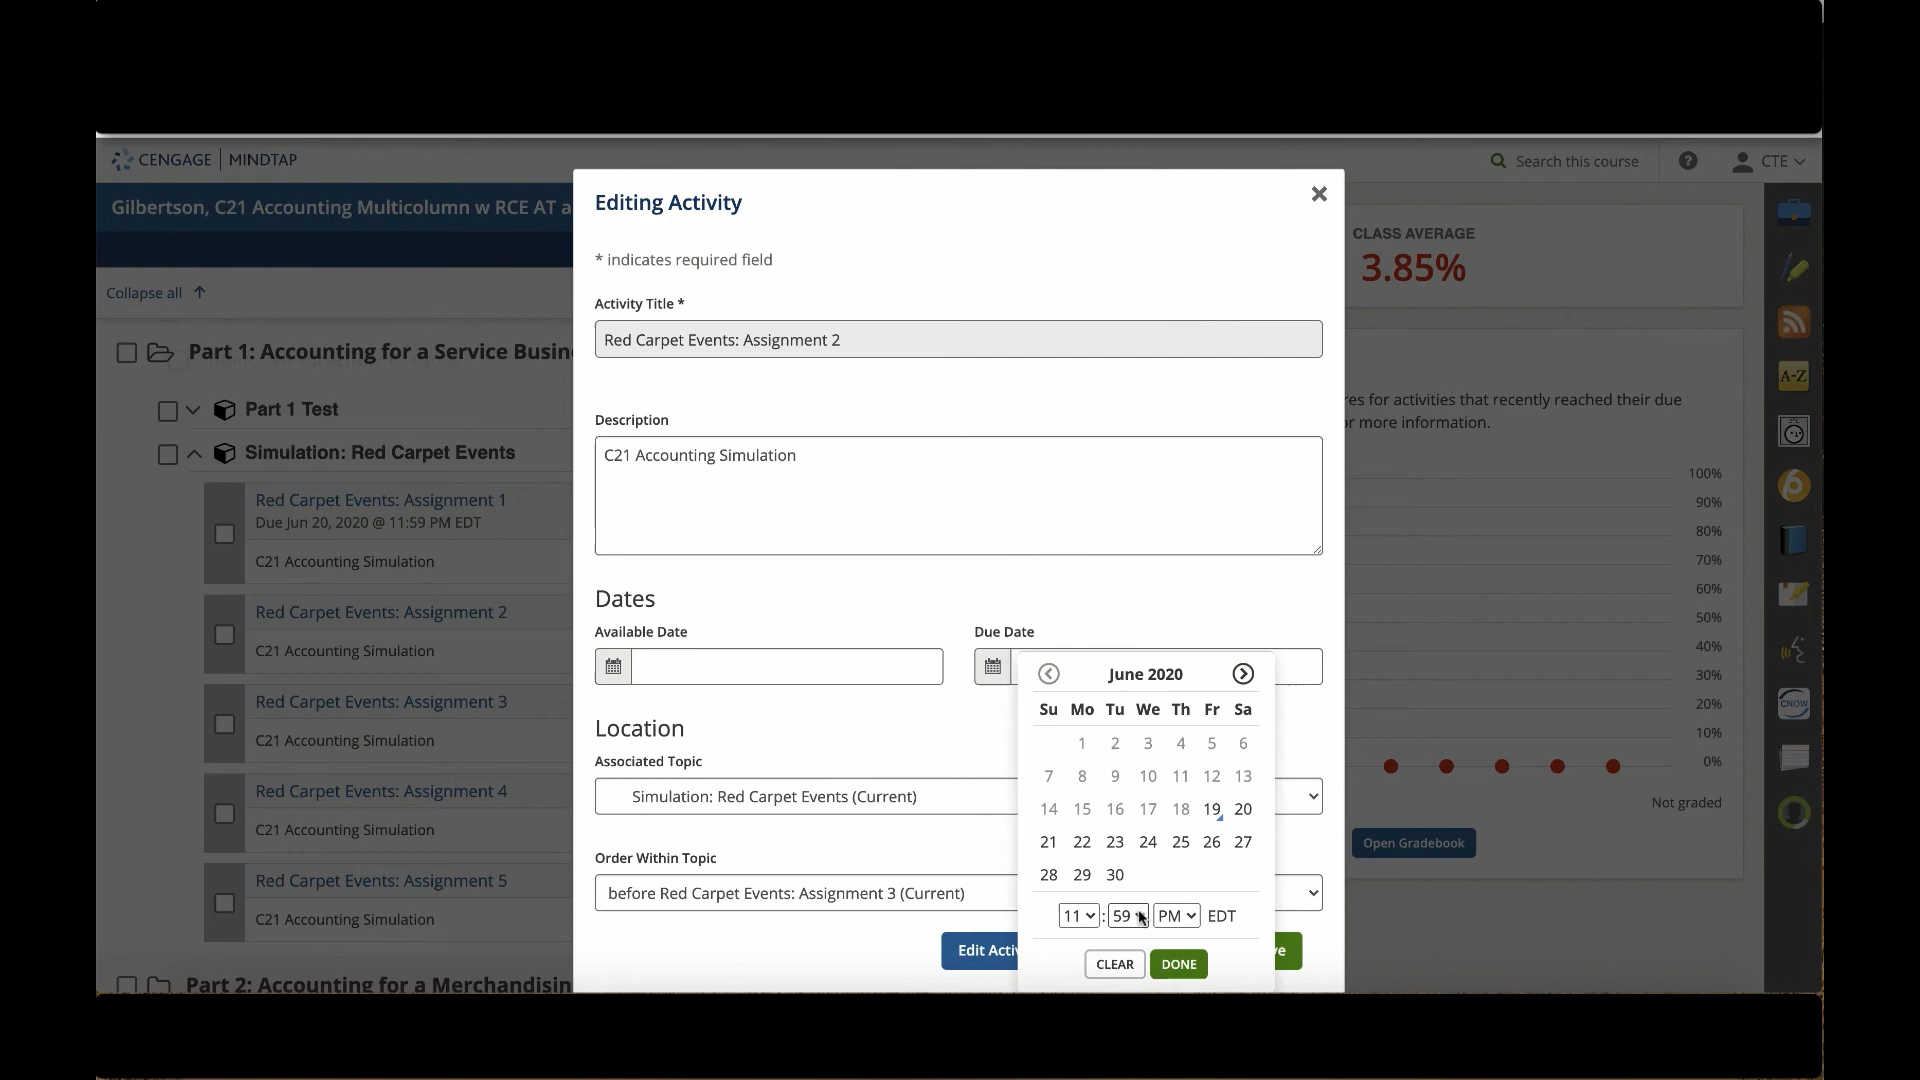 CENGAGE | MINDTAP
Search this course
CTE
Gilbertson, C21 Accounting Multicolumn w RCE AT a
Collapse all
Part 1: Accounting for a Service Busin
Part 1 Test
Simulation: Red Carpet Events
Red Carpet Events: Assignment 1
Due Jun 20, 2020 @ 11:59 PM EDT
C21 Accounting Simulation
Red Carpet Events: Assignment 2
C21 Accounting Simulation
Red Carpet Events: Assignment 3
C21 Accounting Simulation
Red Carpet Events: Assignment 4
C21 Accounting Simulation
Red Carpet Events: Assignment 5
C21 Accounting Simulation
Part 2: Accounting for a Merchandisin
Editing Activity
* indicates required field
Activity Title *
Red Carpet Events: Assignment 2
Description
C21 Accounting Simulation
Dates
Available Date
Due Date
Location
Associated Topic
Simulation: Red Carpet Events (Current)
Order Within Topic
before Red Carpet Events: Assignment 3 (Current)
Edit Activ
ve
June 2020
Su Mo Tu We Th Fr Sa
1 2 3 4 5 6
7 8 9 10 11 12 13
14 15 16 17 18 19 20
21 22 23 24 25 26 27
28 29 30
11 : 59 PM EDT
CLEAR DONE
CLASS AVERAGE
3.85%
res for activities that recently reached their due
or more information.
100%
90%
80%
70%
60%
50%
40%
30%
20%
10%
0%
Not graded
Open Gradebook
A-Z
CNOW